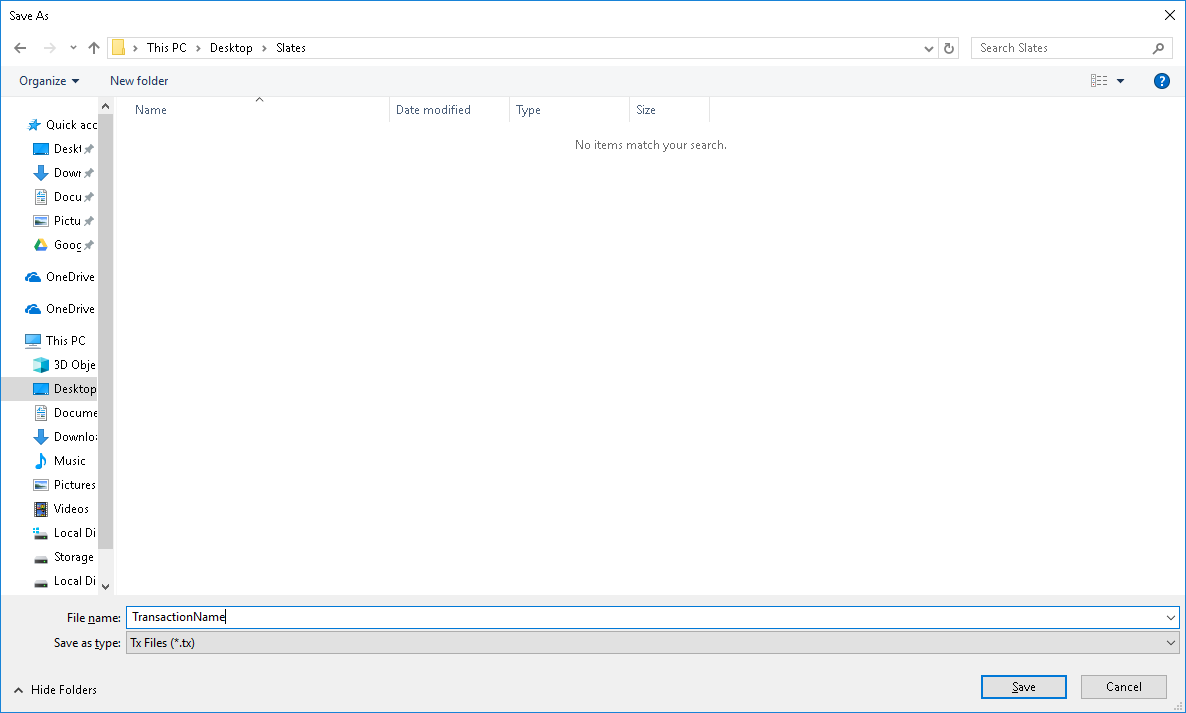 Save As
This PC > Desktop > Slates
Search Slates
Organize
New folder
?
Name
Date modified
Type
Size
No items match your search.
Quick acc
Deskt
Down
Docu
Pictu
Goog
OneDrive
OneDrive
This PC
3D Obje
Desktop
Docume
Downloa
Music
Pictures
Videos
Local Di
Storage
Local Di
File name: TransactionName
Save as type: Tx Files (*.tx)
Hide Folders
Save
Cancel